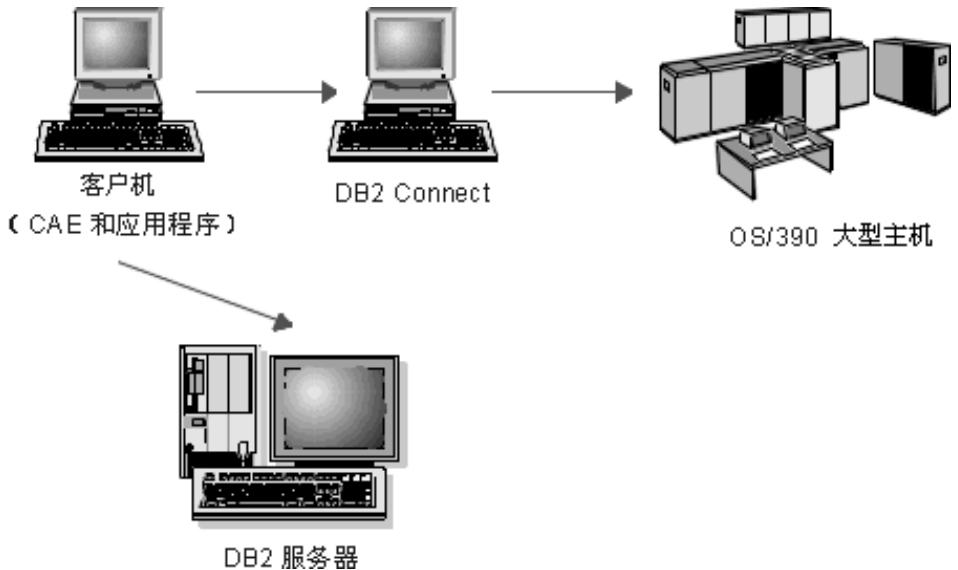 客户机
（CAE 和应用程序）
DB2 Connect
OS/390 大型主机
DB2 服务器